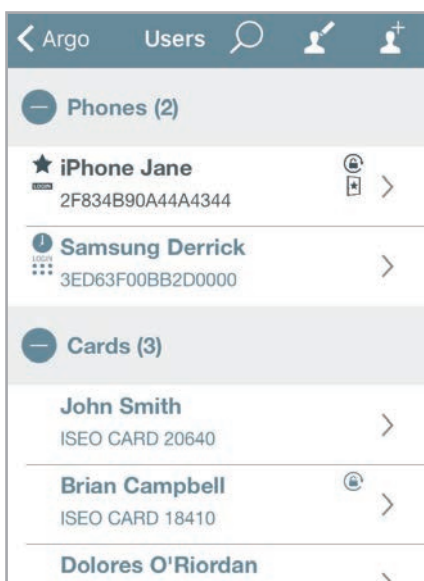 Argo Users
Phones (2)
iPhone Jane
LOGIN
2F834B90A44A4344
Samsung Derrick
LOGIN
3ED63F00BB2D0000
Cards (3)
John Smith
ISEO CARD 20640
Brian Campbell
ISEO CARD 18410
Dolores O'Riordan